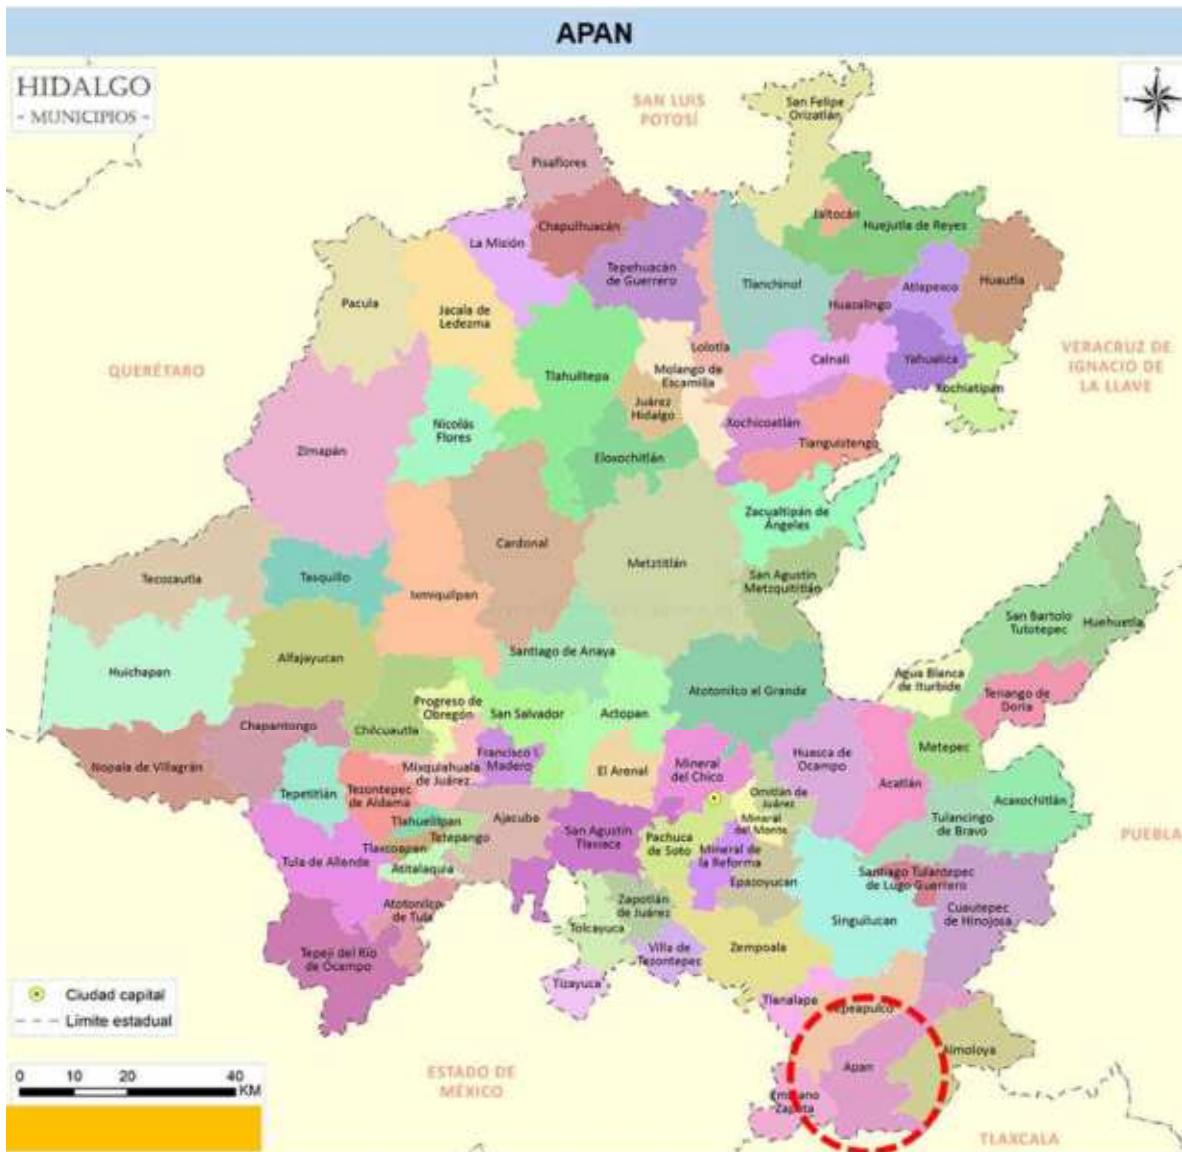 APAN
HIDALGO
- MUNICIPIOS -
SAN LUIS
POTOSÍ
San Felipe
Orizatlán
Pisaflores
Jaltocán
Huejutla de Reyes
Chapulhuacán
La Misión
Tepehuacán
de Guerrero
Tlanchinol
Atlapexco
Huautla
Huazalingo
Pacula
Jacala de
Ledezma
Lolotla
Calnali
Yahualica
VERACRUZ DE
IGNACIO DE
LA LLAVE
QUERÉTARO
Tlahuiltepa
Molango de
Escamilla
Xochiatipan
Juárez
Hidalgo
Nicolás
Flores
Xochicoatlán
Tianguistengo
Zimapán
Eloxochitlán
Zacualtipán de
Ángeles
Cardonal
Metztitlán
Tecozautla
Tasquillo
San Agustín
Metzquititlán
Ixmiquilpan
San Bartolo
Tutotepec
Huehuetla
Santiago de Anaya
Alfajayucan
Huichapan
Agua Blanca
de Iturbide
Atotonilco el Grande
Tenango de
Doria
Progreso de
Obregón
San Salvador
Actopan
Chapantongo
Chilcuautla
Metepec
Francisco I.
Madero
Huasca de
Ocampo
Nopala de Villagrán
Mixquiahuala
de Juárez
El Arenal
Mineral
del Chico
Acatlán
Tepetitlán
Tezontepec
de Aldama
Omitlán de
Juárez
Acaxochitlán
Tlahuelilpan
Ajacuba
Tulancingo
de Bravo
Mineral
del Monte
San Agustín
Tlaxiaca
Pachuca
de Soto
PUEBLA
Tetepango
Tlaxcoapan
Tula de Allende
Mineral de
la Reforma
Atitalaquia
Epazoyucan
Santiago Tulantepec
de Lugo Guerrero
Atotonilco
de Tula
Zapotlán
de Juárez
Cuautepec
de Hinojosa
Singuilucan
Tolcayuca
Tepeji del Río
de Ocampo
Villa de
Tezontepec
Zempoala
Tizayuca
Tlanalapa
Tepeapulco
Almoloya
Apan
Emiliano
Zapata
Ciudad capital
Límite estadual
0 10 20 40
KM
ESTADO DE
MÉXICO
TLAXCALA